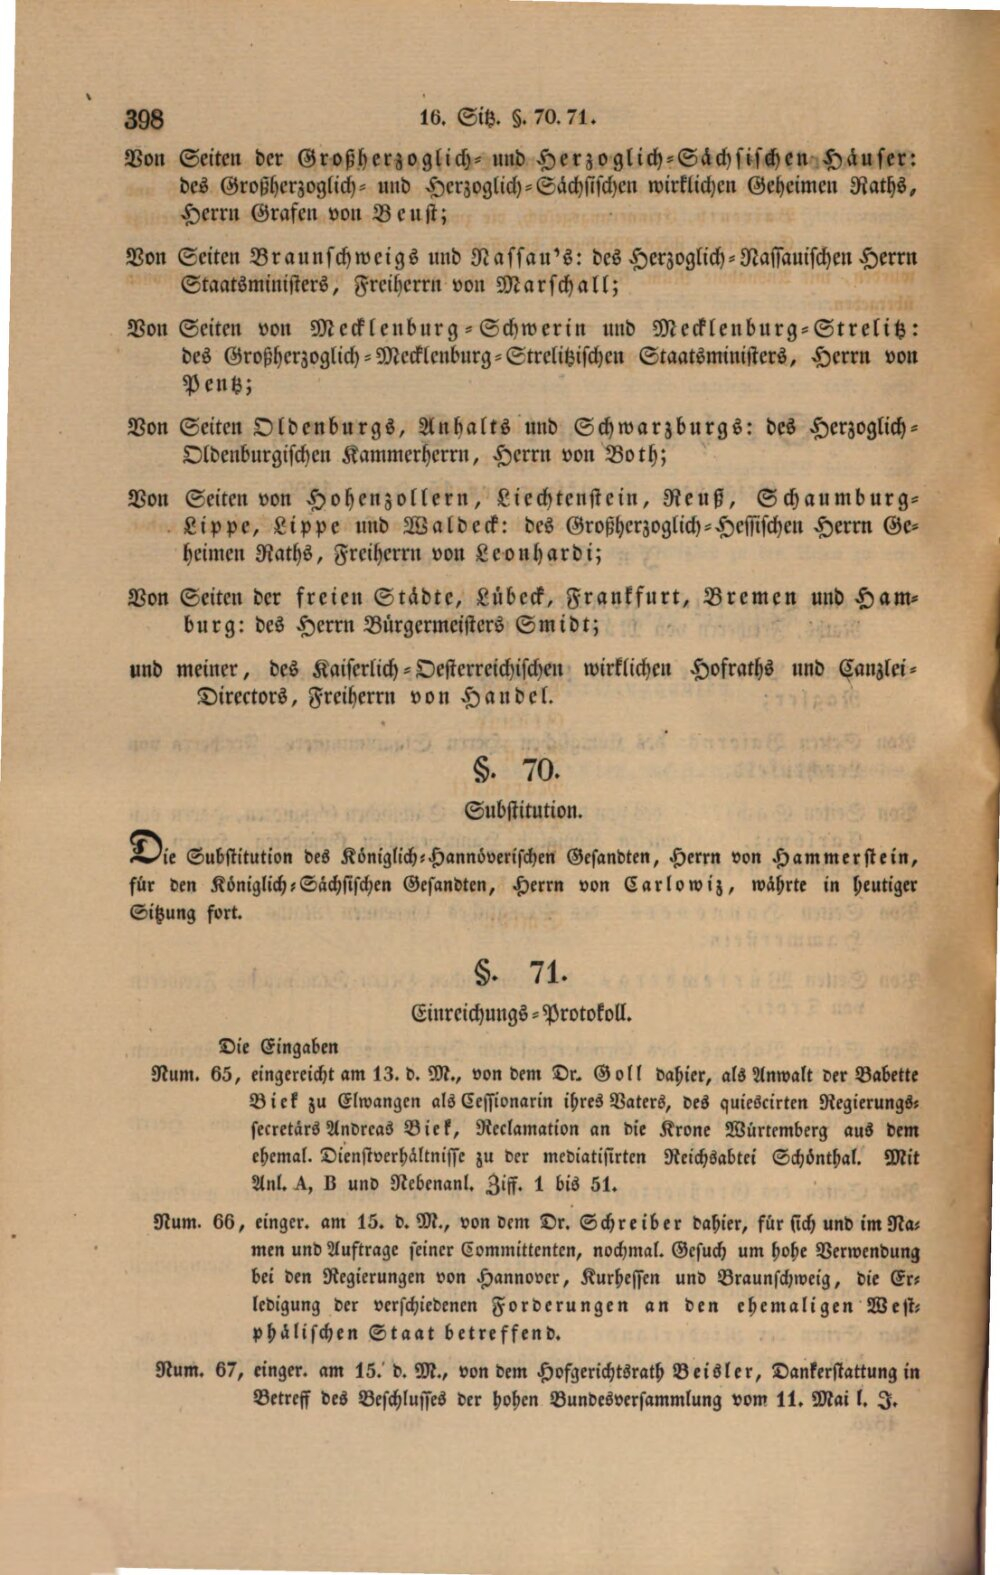 398
16. Sitz. §. 70. 71.
Von Seiten der Großherzoglich- und Herzoglich-Sächsischen Häuser:
des Großherzoglich- und Herzoglich-Sächsischen wirklichen Geheimen Raths,
Herrn Grafen von Beust;
Von Seiten Braunschweigs und Nassau's: des Herzoglich-Nassauischen Herrn
Staatsministers, Freiherrn von Marschall;
Von Seiten von Mecklenburg-Schwerin und Mecklenburg-Strelitz:
des Großherzoglich-Mecklenburg-Strelitzischen Staatsministers, Herrn von
Pentz;
Von Seiten Oldenburgs, Anhalts und Schwarzburgs: des Herzoglich-
Oldenburgischen Kammerherrn, Herrn von Both;
Von Seiten von Hohenzollern, Liechtenstein, Reuß, Schaumburg-
Lippe, Lippe und Waldeck: des Großherzoglich-Hessischen Herrn Ge-
heimen Raths, Freiherrn von Leonhardi;
Von Seiten der freien Städte, Lübeck, Frankfurt, Bremen und Ham-
burg: des Herrn Bürgermeisters Smidt;
und meiner, des Kaiserlich-Oesterreichischen wirklichen Hofraths und Canzlei-
Directors, Freiherrn von Handel.
§. 70.
Substitution.
Die Substitution des Königlich-Hannöverischen Gesandten, Herrn von Hammerstein,
für den Königlich-Sächsischen Gesandten, Herrn von Carlowiz, währte in heutiger
Sitzung fort.
§. 71.
Einreichungs-Protokoll.
Die Eingaben
Num. 65, eingereicht am 13. d. M., von dem Dr. Goll dahier, als Anwalt der Babette
Biek zu Elwangen als Cessionarin ihres Vaters, des quiescirten Regierungs-
secretärs Andreas Biek, Reclamation an die Krone Würtemberg aus dem
ehemal. Dienstverhältnisse zu der mediatisirten Reichsabtei Schönthal. Mit
Anl. A, B und Nebenanl. Ziff. 1 bis 51.
Num. 66, einger. am 15. d. M., von dem Dr. Schreiber dahier, für sich und im Na-
men und Auftrage seiner Committenten, nochmal. Gesuch um hohe Verwendung
bei den Regierungen von Hannover, Kurhessen und Braunschweig, die Er-
ledigung der verschiedenen Forderungen an den ehemaligen West-
phälischen Staat betreffend.
Num. 67, einger. am 15. d. M., von dem Hofgerichtsrath Beisler, Dankerstattung in
Betreff des Beschlusses der hohen Bundesversammlung vom 11. Mai l. J.